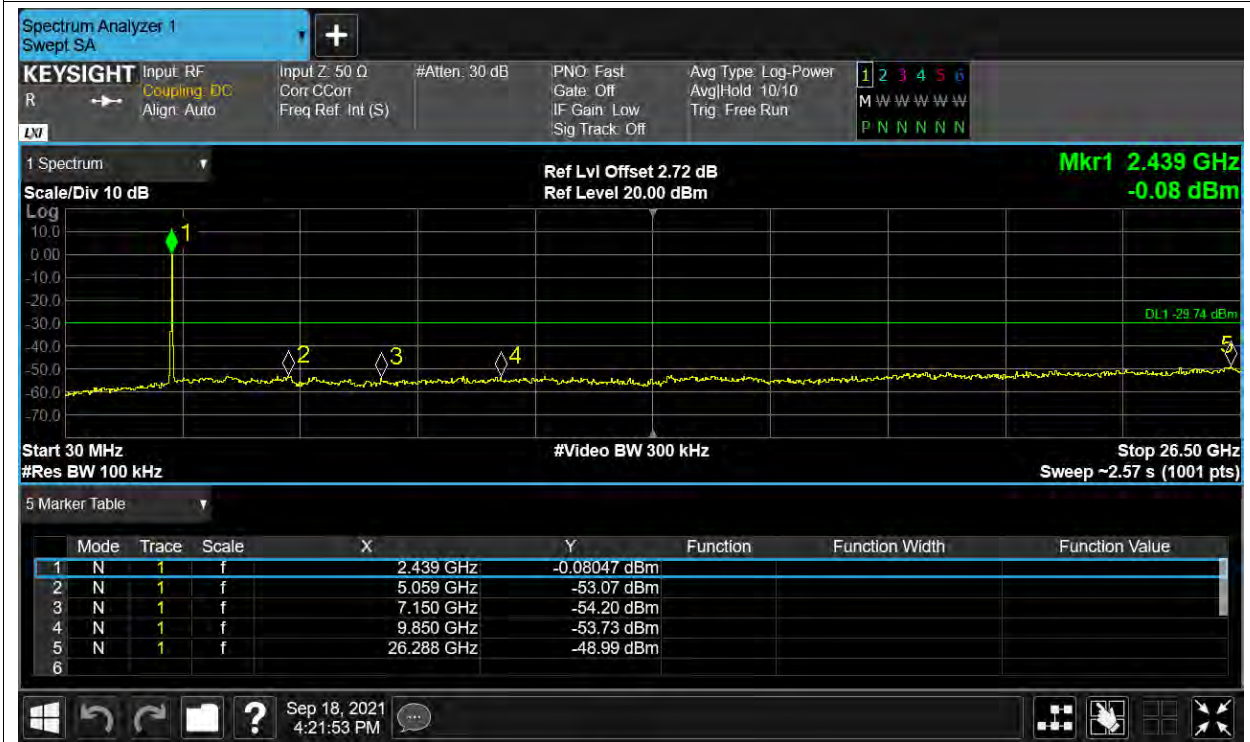 Spectrum Analyzer 1
Swept SA
+
KEYSIGHT Input: RF Input Z: 50 Ω #Atten: 30 dB PNO: Fast Avg Type: Log-Power 1 2 3 4 5 6
R Coupling: DC Corr CCorr Gate: Off Avg|Hold: 10/10 M W W W W W
Align: Auto Freq Ref: Int (S) IF Gain: Low Trig: Free Run
LXI Sig Track: Off P N N N N N
1 Spectrum Ref Lvl Offset 2.72 dB Mkr1 2.439 GHz
Scale/Div 10 dB Ref Level 20.00 dBm -0.08 dBm
Log
10.0 1
0.00
-10.0
-20.0
-30.0 DL1 -29.74 dBm
-40.0 2 3 4 5
-50.0
-60.0
-70.0
Start 30 MHz #Video BW 300 kHz Stop 26.50 GHz
#Res BW 100 kHz Sweep ~2.57 s (1001 pts)
5 Marker Table
Mode Trace Scale X Y Function Function Width Function Value
1 N 1 f 2.439 GHz -0.08047 dBm
2 N 1 f 5.059 GHz -53.07 dBm
3 N 1 f 7.150 GHz -54.20 dBm
4 N 1 f 9.850 GHz -53.73 dBm
5 N 1 f 26.288 GHz -48.99 dBm
6
? Sep 18, 2021
4:21:53 PM